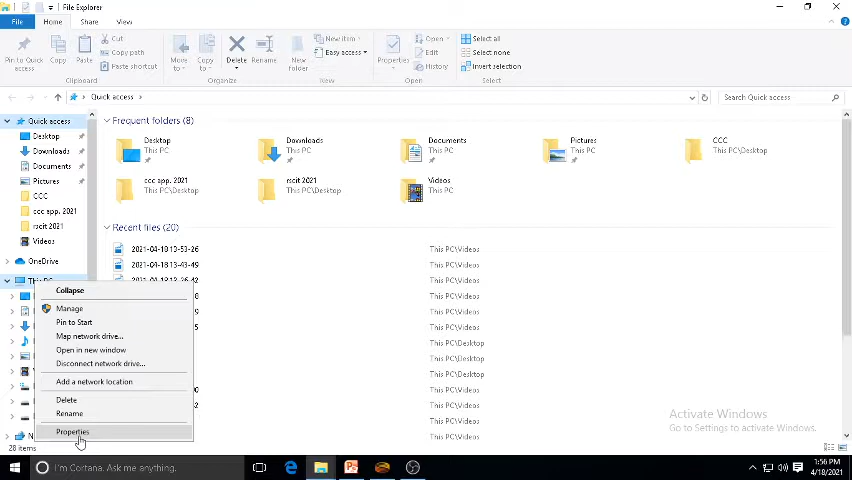 File Explorer
File Home Share View
Pin to Quick access
Copy
Paste
Cut
Copy path
Paste shortcut
Clipboard
Move to
Copy to
Delete
Rename
Organize
New folder
New item
Easy access
New
Properties
Open
Edit
History
Open
Select all
Select none
Invert selection
Select
Quick access
Search Quick access
Quick access
Desktop
Downloads
Documents
Pictures
CCC
ccc app. 2021
rscit 2021
Videos
OneDrive
This PC
Frequent folders (8)
Desktop
This PC
Downloads
This PC
Documents
This PC
Pictures
This PC
CCC
This PC\Desktop
ccc app. 2021
This PC\Desktop
rscit 2021
This PC\Desktop
Videos
This PC
Recent files (20)
2021-04-18 13-53-26 This PC\Videos
2021-04-18 13-43-49 This PC\Videos
This PC\Videos
This PC\Videos
This PC\Videos
This PC\Videos
This PC\Desktop
This PC\Desktop
This PC\Desktop
This PC\Videos
This PC\Videos
This PC\Videos
This PC\Videos
Collapse
Manage
Pin to Start
Map network drive...
Open in new window
Disconnect network drive...
Add a network location
Delete
Rename
Properties
Activate Windows
Go to Settings to activate Windows.
28 items
I'm Cortana. Ask me anything.
1:56 PM
4/18/2021